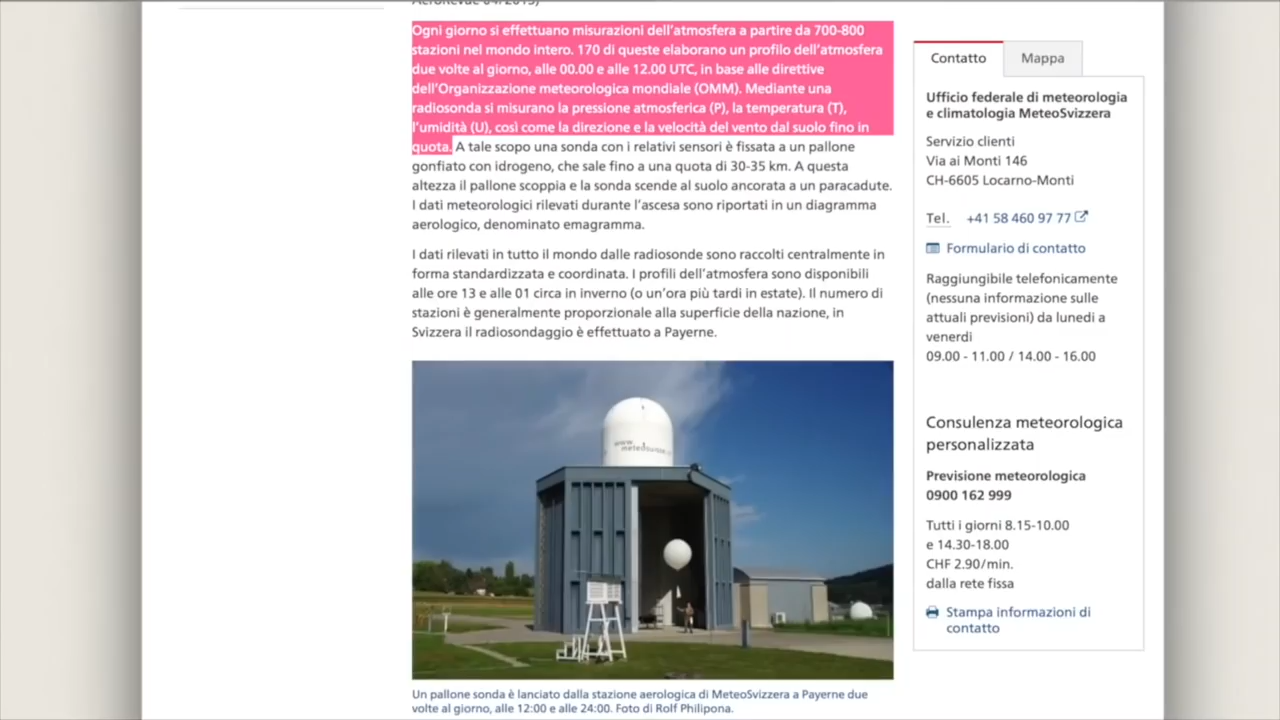 Ogni giorno si effettuano misurazioni dell'atmosfera a partire da 700-800
stazioni nel mondo intero. 170 di queste elaborano un profilo dell'atmosfera
due volte al giorno, alle 00.00 e alle 12.00 UTC, in base alle direttive
dell'Organizzazione meteorologica mondiale (OMM). Mediante una
radiosonda si misurano la pressione atmosferica (P), la temperatura (T),
l'umidità (U), così come la direzione e la velocità del vento dal suolo fino in
quota. A tale scopo una sonda con i relativi sensori è fissata a un pallone
gonfiato con idrogeno, che sale fino a una quota di 30-35 km. A questa
altezza il pallone scoppia e la sonda scende al suolo ancorata a un paracadute.
I dati meteorologici rilevati durante l'ascesa sono riportati in un diagramma
aerologico, denominato emagramma.
I dati rilevati in tutto il mondo dalle radiosonde sono raccolti centralmente in
forma standardizzata e coordinata. I profili dell'atmosfera sono disponibili
alle ore 13 e alle 01 circa in inverno (o un'ora più tardi in estate). Il numero di
stazioni è generalmente proporzionale alla superficie della nazione, in
Svizzera il radiosondaggio è effettuato a Payerne.
www.
Un pallone sonda è lanciato dalla stazione aerologica di MeteoSvizzera a Payerne due
volte al giorno, alle 12:00 e alle 24:00. Foto di Rolf Philipona.
Contatto
Mappa
Ufficio federale di meteorologia
e climatologia MeteoSvizzera
Servizio clienti
Via ai Monti 146
CH-6605 Locarno-Monti
Tel. +41 58 460 97 77
Formulario di contatto
Raggiungibile telefonicamente
(nessuna informazione sulle
attuali previsioni) da lunedi a
venerdi
09.00 - 11.00 / 14.00 - 16.00
Consulenza meteorologica
personalizzata
Previsione meteorologica
0900 162 999
Tutti i giorni 8.15-10.00
e 14.30-18.00
CHF 2.90/min.
dalla rete fissa
Stampa informazioni di
contatto